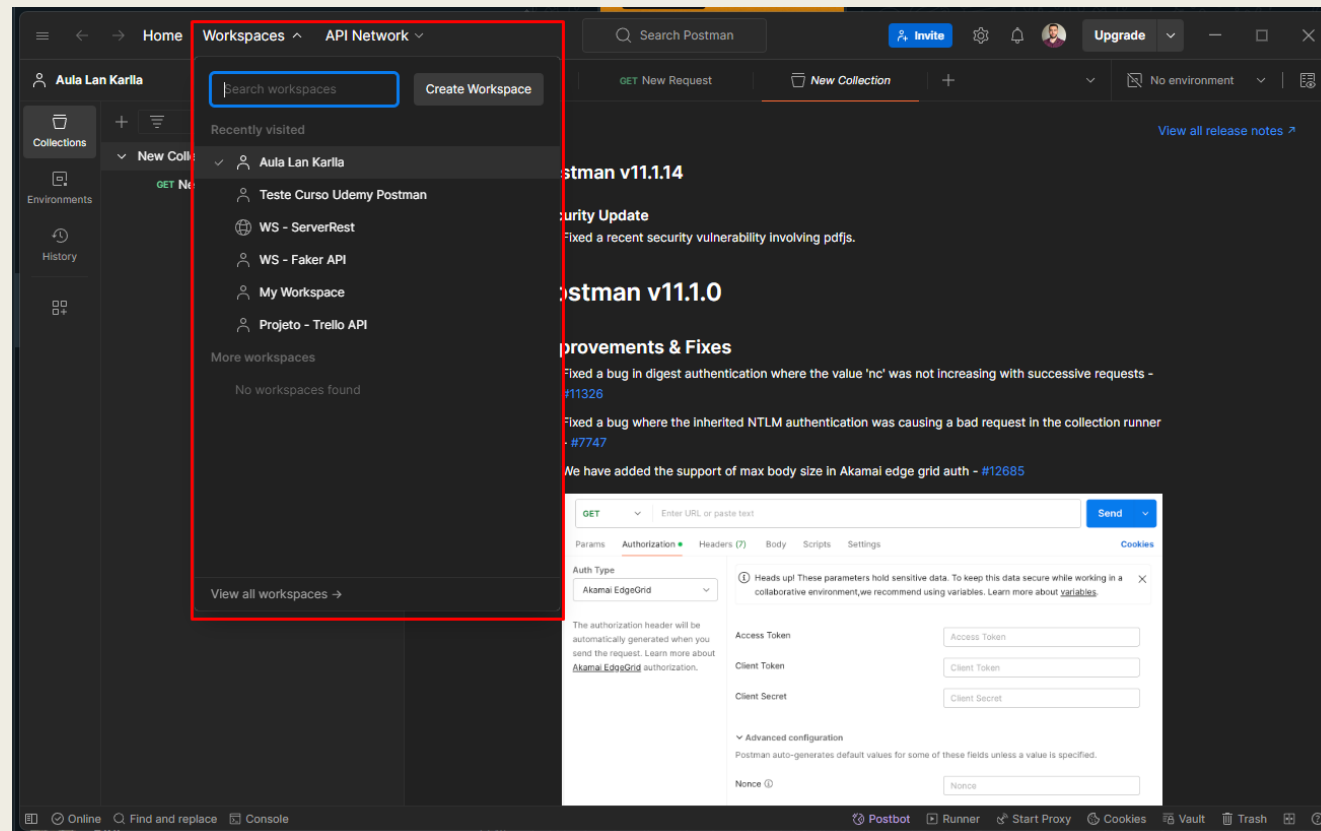 Home Workspaces API Network Search Postman Invite Upgrade
Aula Lan Karlla GET New Request New Collection No environment
Search workspaces Create Workspace
Recently visited
Aula Lan Karlla
Teste Curso Udemy Postman
WS - ServerRest
WS - Faker API
My Workspace
Projeto - Trello API
More workspaces
No workspaces found
View all workspaces →
Collections
Environments
History
New Coll
GET Ne
View all release notes
stman v11.1.14
urity Update
Fixed a recent security vulnerability involving pdfjs.
stman v11.1.0
provements & Fixes
Fixed a bug in digest authentication where the value 'nc' was not increasing with successive requests -
#11326
Fixed a bug where the inherited NTLM authentication was causing a bad request in the collection runner
- #7747
We have added the support of max body size in Akamai edge grid auth - #12685
GET Enter URL or paste text Send
Params Authorization Headers (7) Body Scripts Settings Cookies
Auth Type
Akamai EdgeGrid
Heads up! These parameters hold sensitive data. To keep this data secure while working in a
collaborative environment,we recommend using variables. Learn more about variables.
The authorization header will be
automatically generated when you
send the request. Learn more about
Akamai EdgeGrid authorization.
Access Token Access Token
Client Token Client Token
Client Secret Client Secret
Advanced configuration
Postman auto-generates default values for some of these fields unless a value is specified.
Nonce Nonce
Online Find and replace Console Postbot Runner Start Proxy Cookies Vault Trash